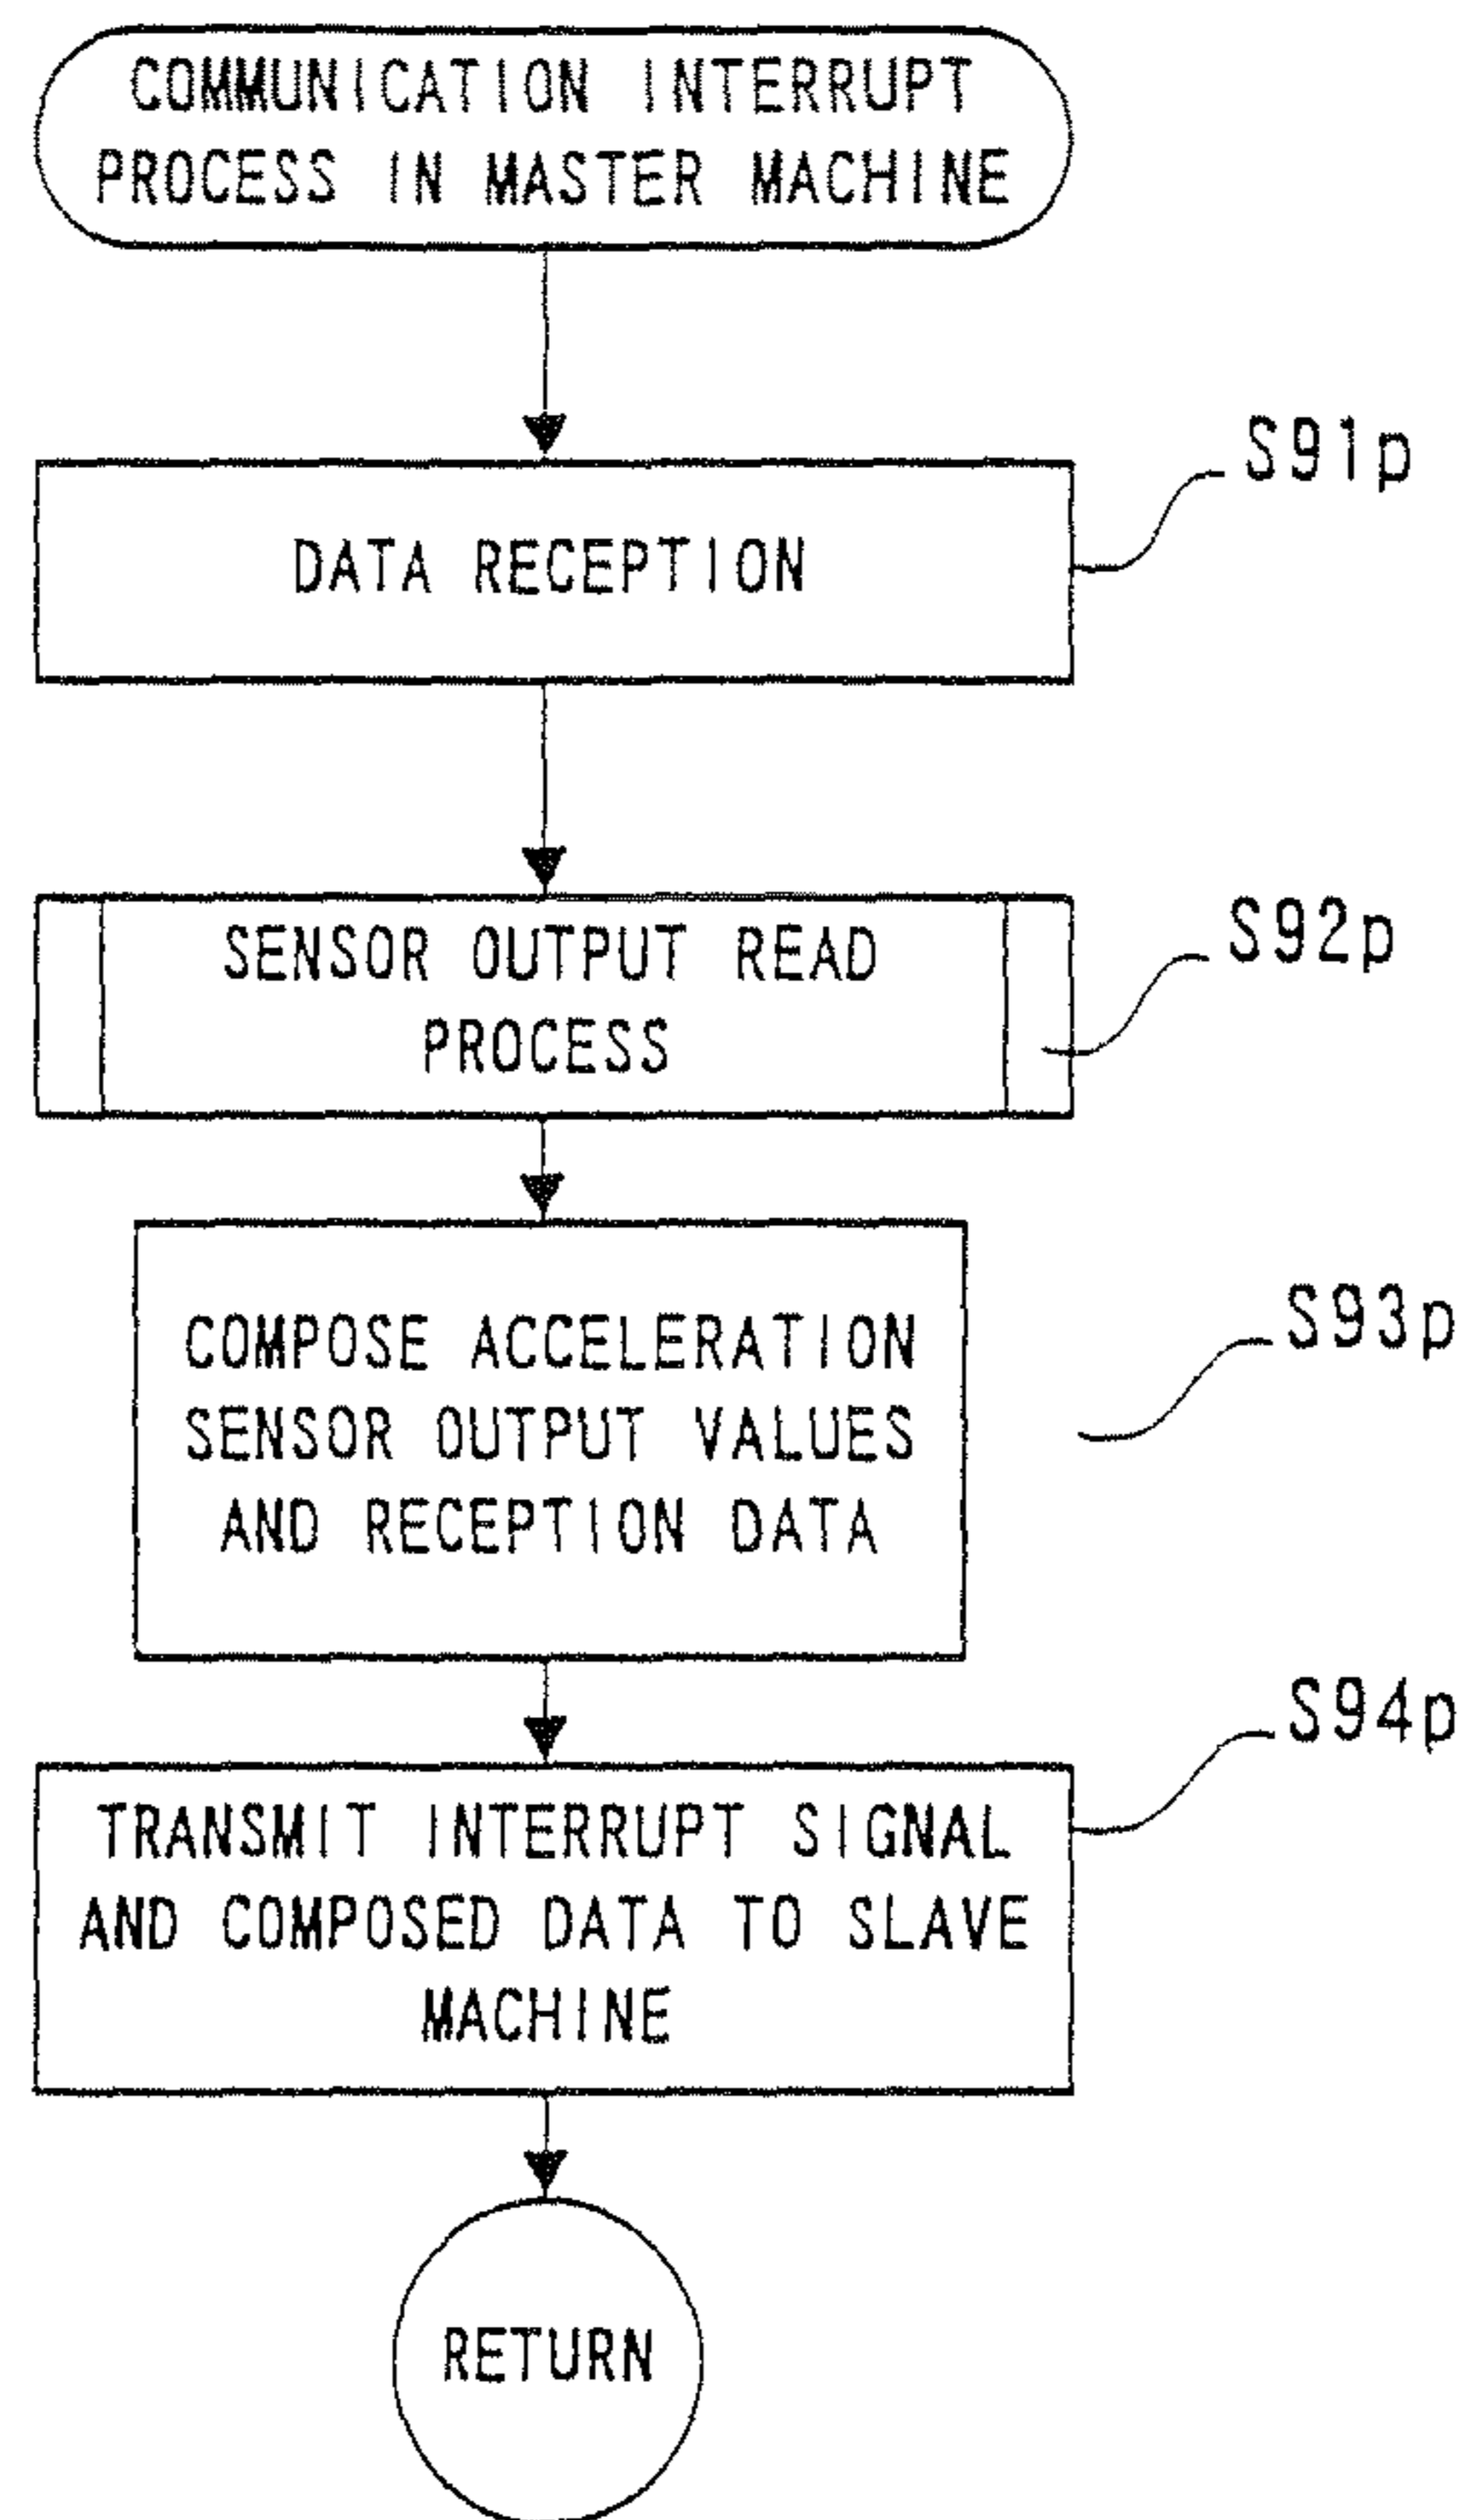 COMMUNICATION INTERRUPT
PROCESS IN MASTER MACHINE
S91p
DATA RECEPTION
S92p
SENSOR OUTPUT READ
PROCESS
S93p
COMPOSE ACCELERATION
SENSOR OUTPUT VALUES
AND RECEPTION DATA
S94p
TRANSMIT INTERRUPT SIGNAL
AND COMPOSED DATA TO SLAVE
MACHINE
RETURN